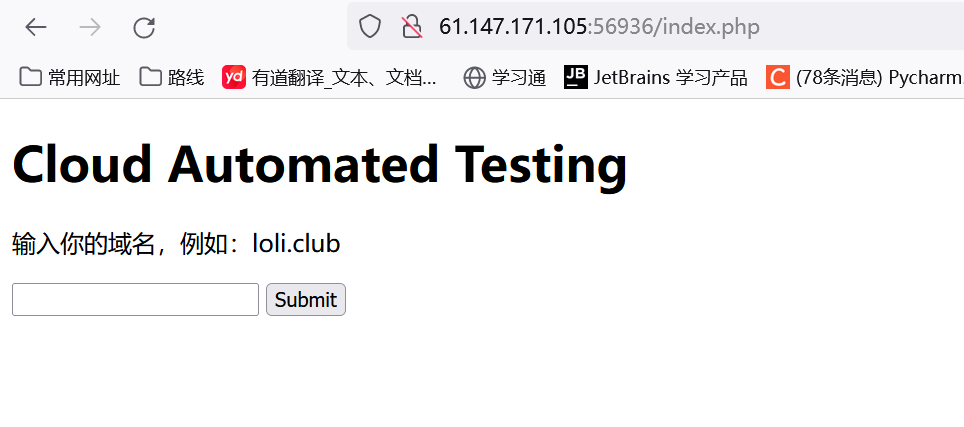 61.147.171.105:56936/index.php
常用网址 路线 yd 有道翻译_文本、文档... 学习通 JB JetBrains 学习产品 C (78条消息) Pycharm
Cloud Automated Testing
输入你的域名，例如：loli.club
Submit